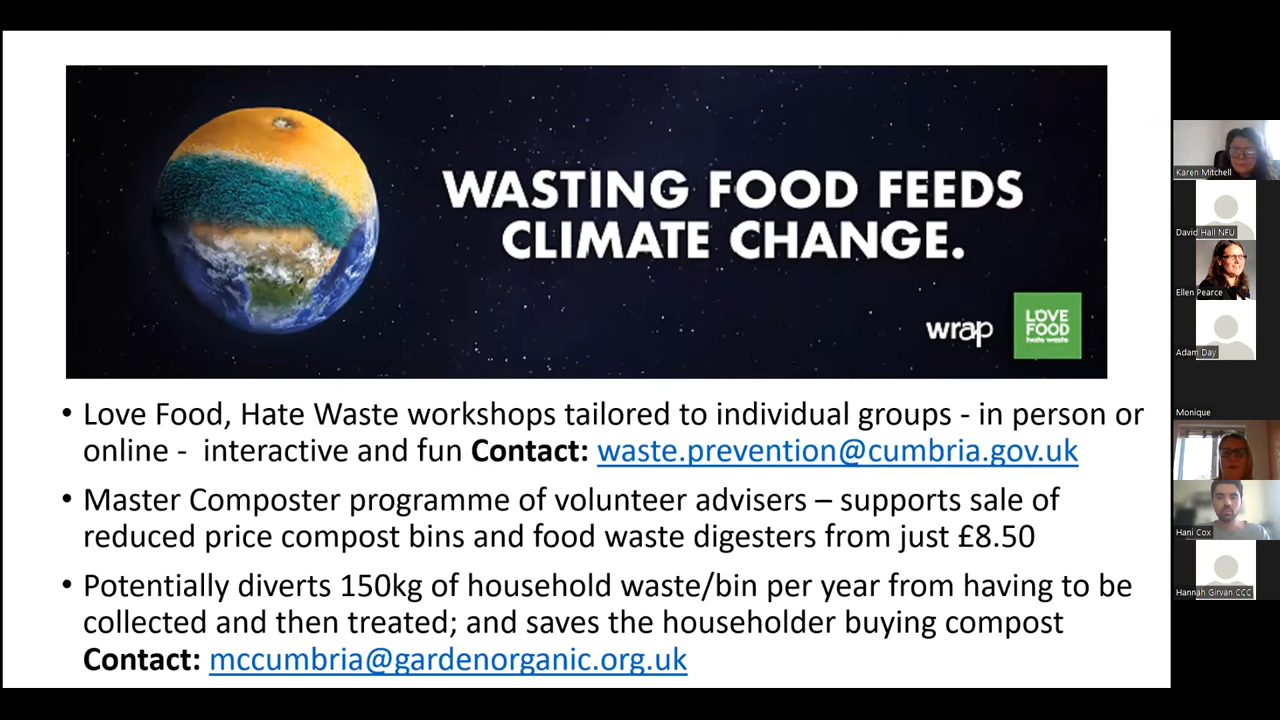 WASTING FOOD FEEDS
CLIMATE CHANGE.
wrap
LOVE
FOOD
hate waste
• Love Food, Hate Waste workshops tailored to individual groups - in person or
online - interactive and fun Contact: waste.prevention@cumbria.gov.uk
• Master Composter programme of volunteer advisers – supports sale of
reduced price compost bins and food waste digesters from just £8.50
• Potentially diverts 150kg of household waste/bin per year from having to be
collected and then treated; and saves the householder buying compost
Contact: mccumbria@gardenorganic.org.uk
Karen Mitchell
David Hall NFU
Ellen Pearce
Adam Day
Monique
Hani Cox
Hannah Girvan CCC